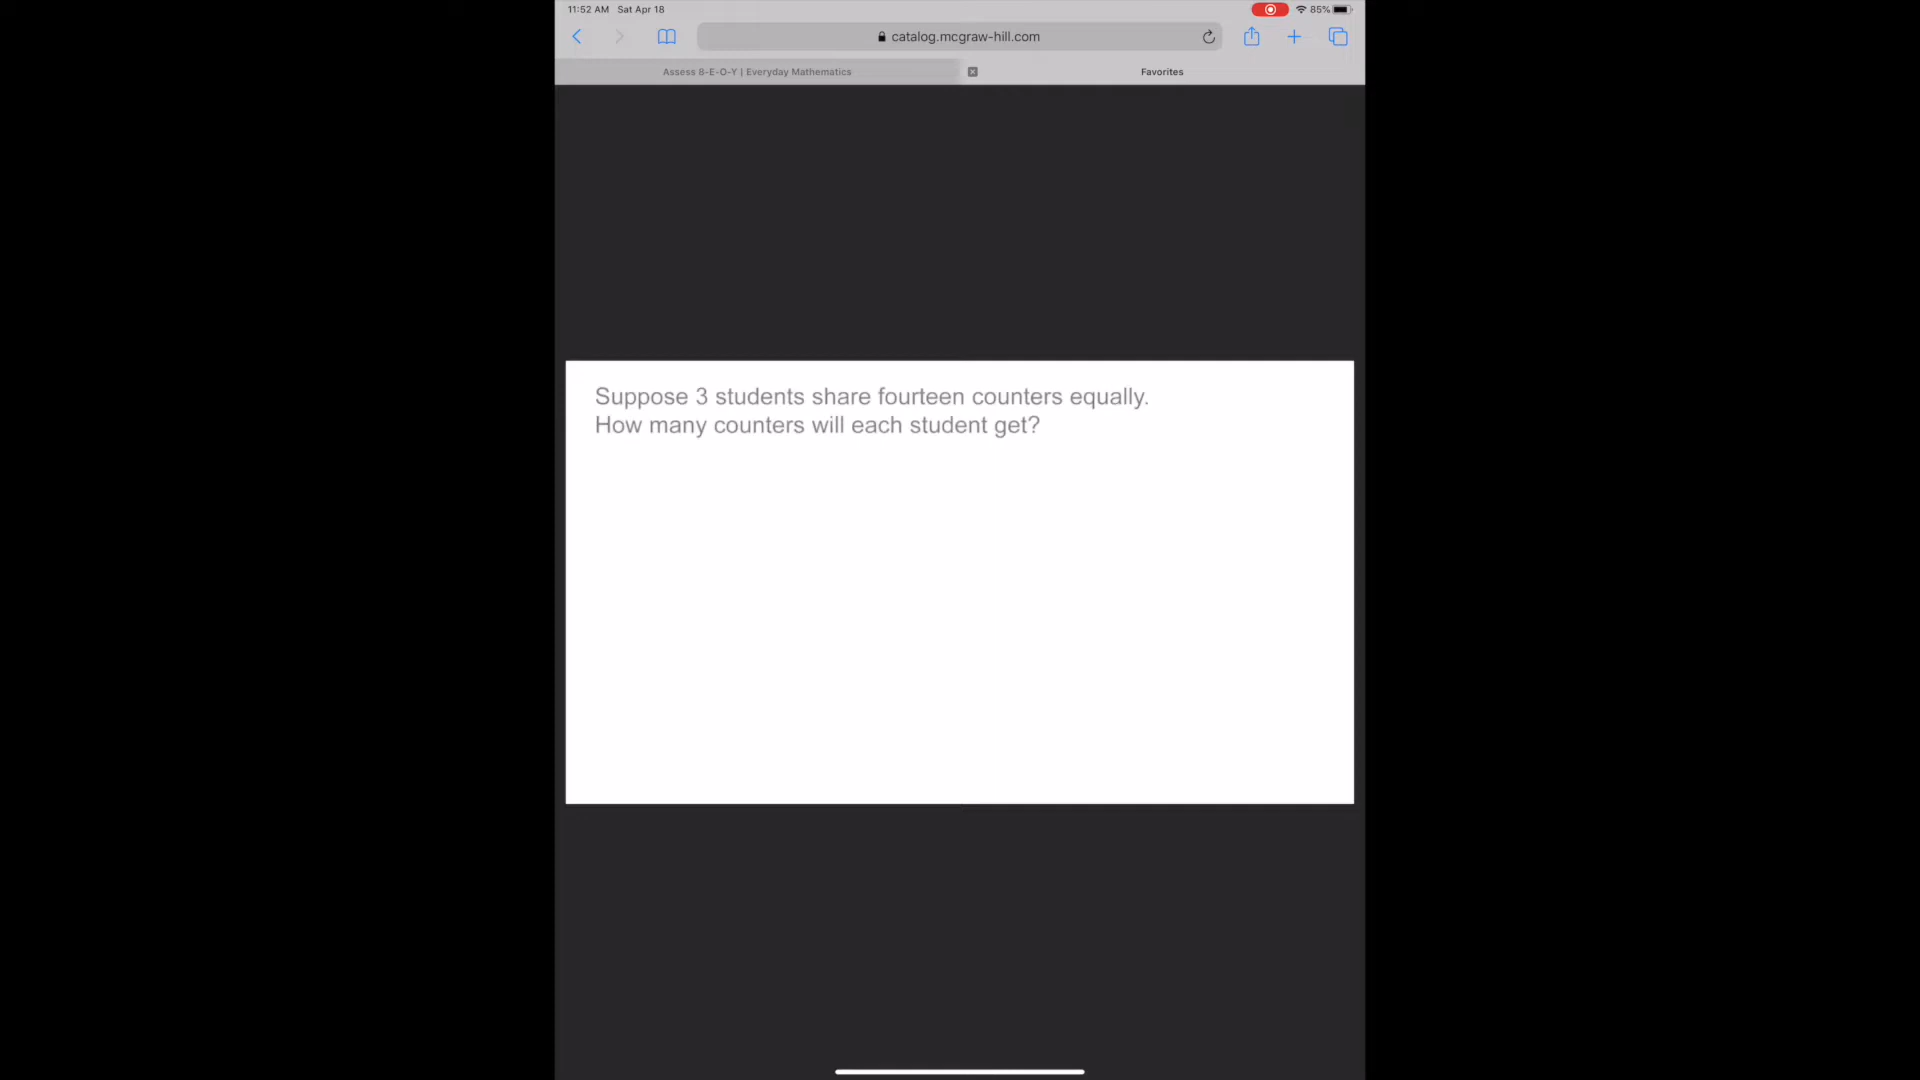 11:52 AM Sat Apr 18
85%
catalog.mcgraw-hill.com
Assess 8-E-O-Y | Everyday Mathematics
Favorites
Suppose 3 students share fourteen counters equally.
How many counters will each student get?